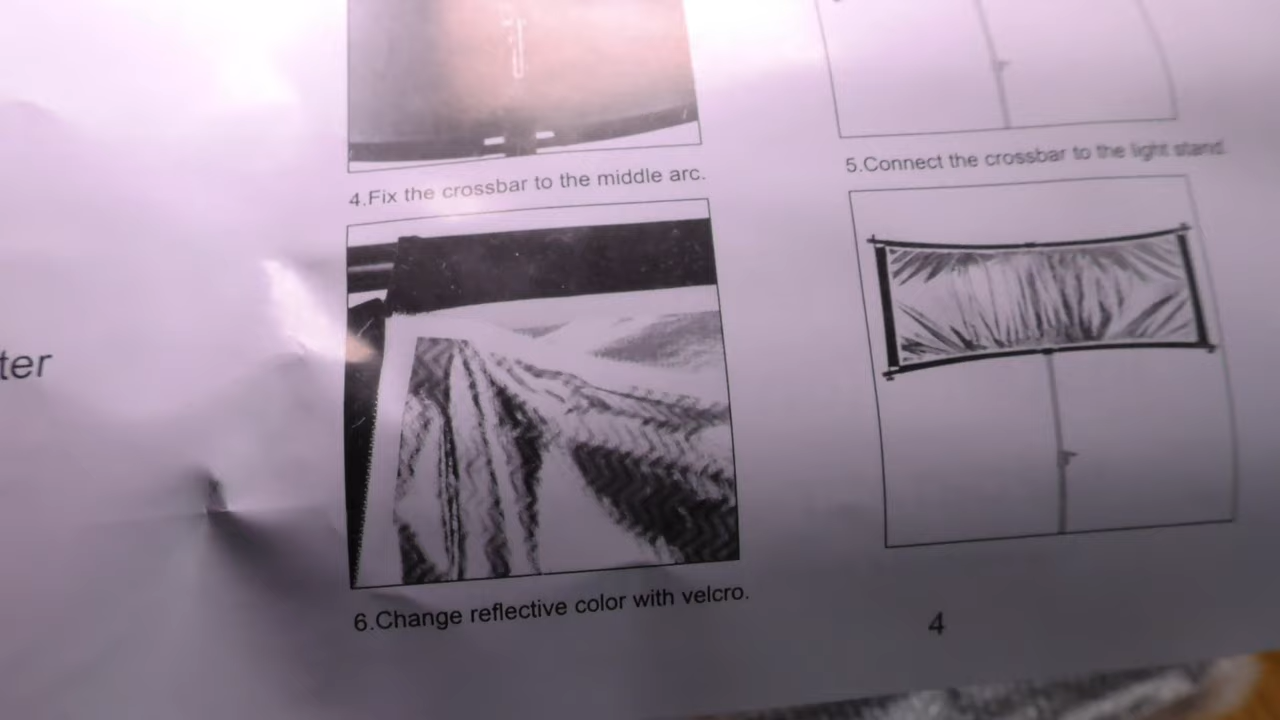 4.Fix the crossbar to the middle arc.
5.Connect the crossbar to the light stand.
ter
6.Change reflective color with velcro.
4